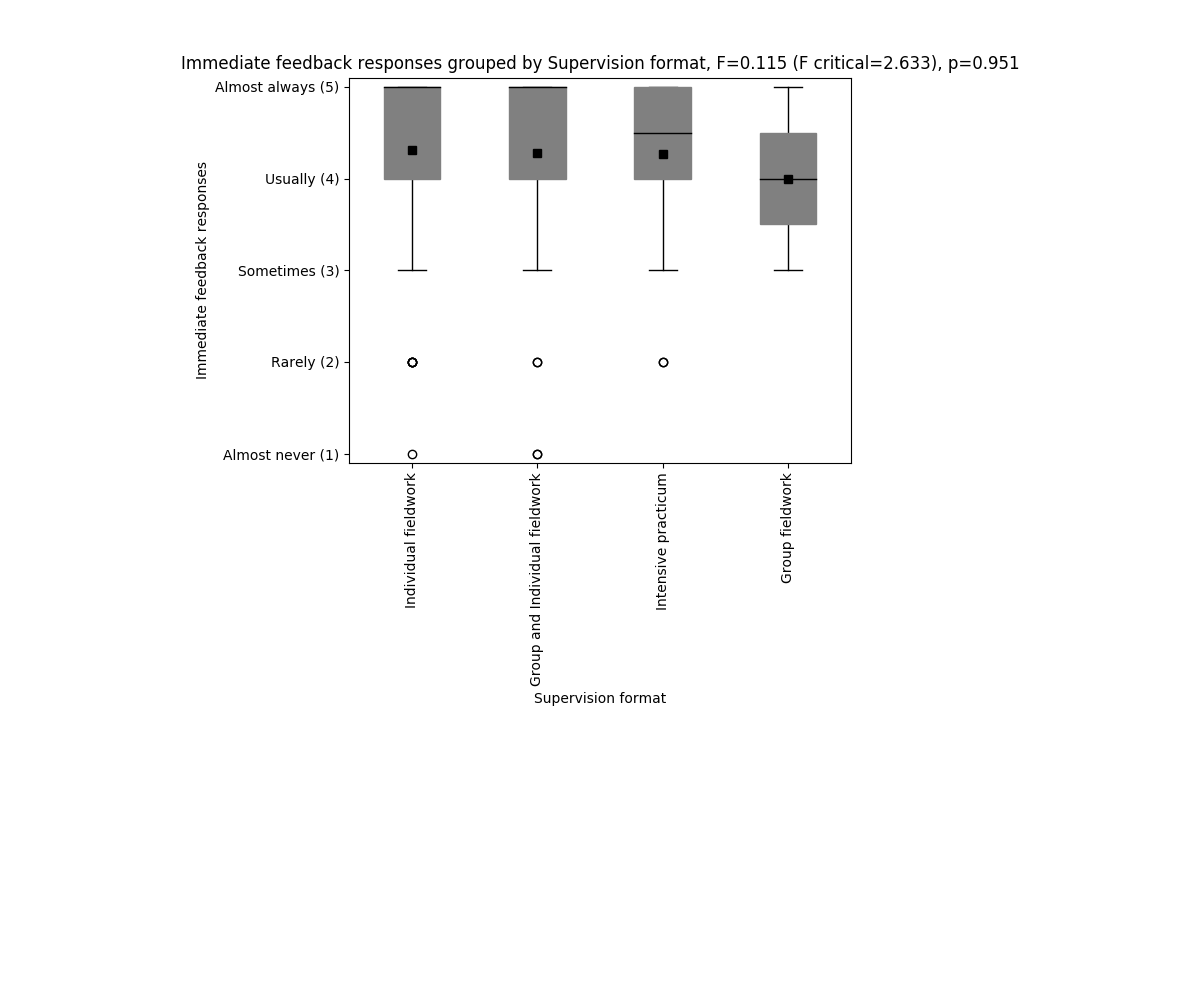 Immediate feedback responses grouped by Supervision format, F=0.115 (F critical=2.633), p=0.951
Immediate feedback responses
Almost always (5)
Usually (4)
Sometimes (3)
Rarely (2)
Almost never (1)
Individual fieldwork
Group and Individual fieldwork
Intensive practicum
Group fieldwork
Supervision format